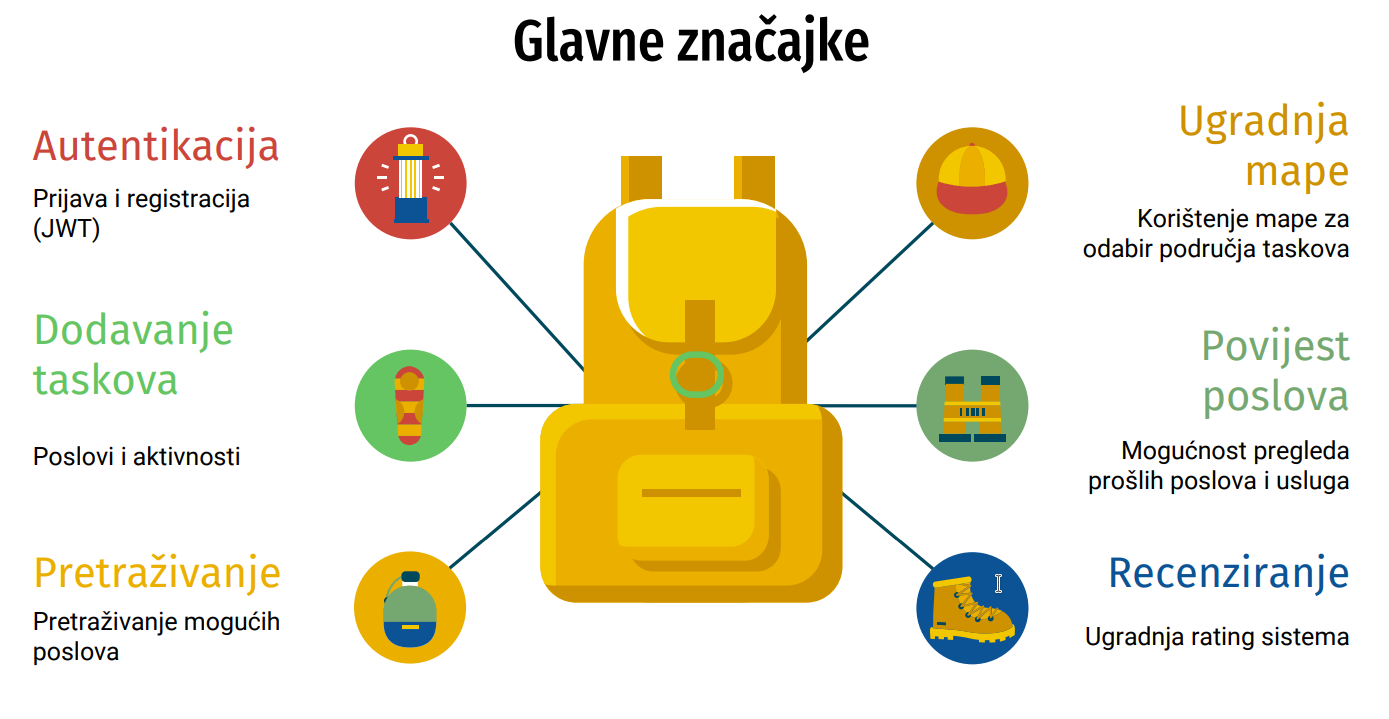 Glavne značajke
Autentikacija
Prijava i registracija
(JWT)
Dodavanje
taskova
Poslovi i aktivnosti
Pretraživanje
Pretraživanje mogućih
poslova
Ugradnja
mape
Korištenje mape za
odabir područja taskova
Povijest
poslova
Mogućnost pregleda
prošlih poslova i usluga
Recenziranje
Ugradnja rating sistema